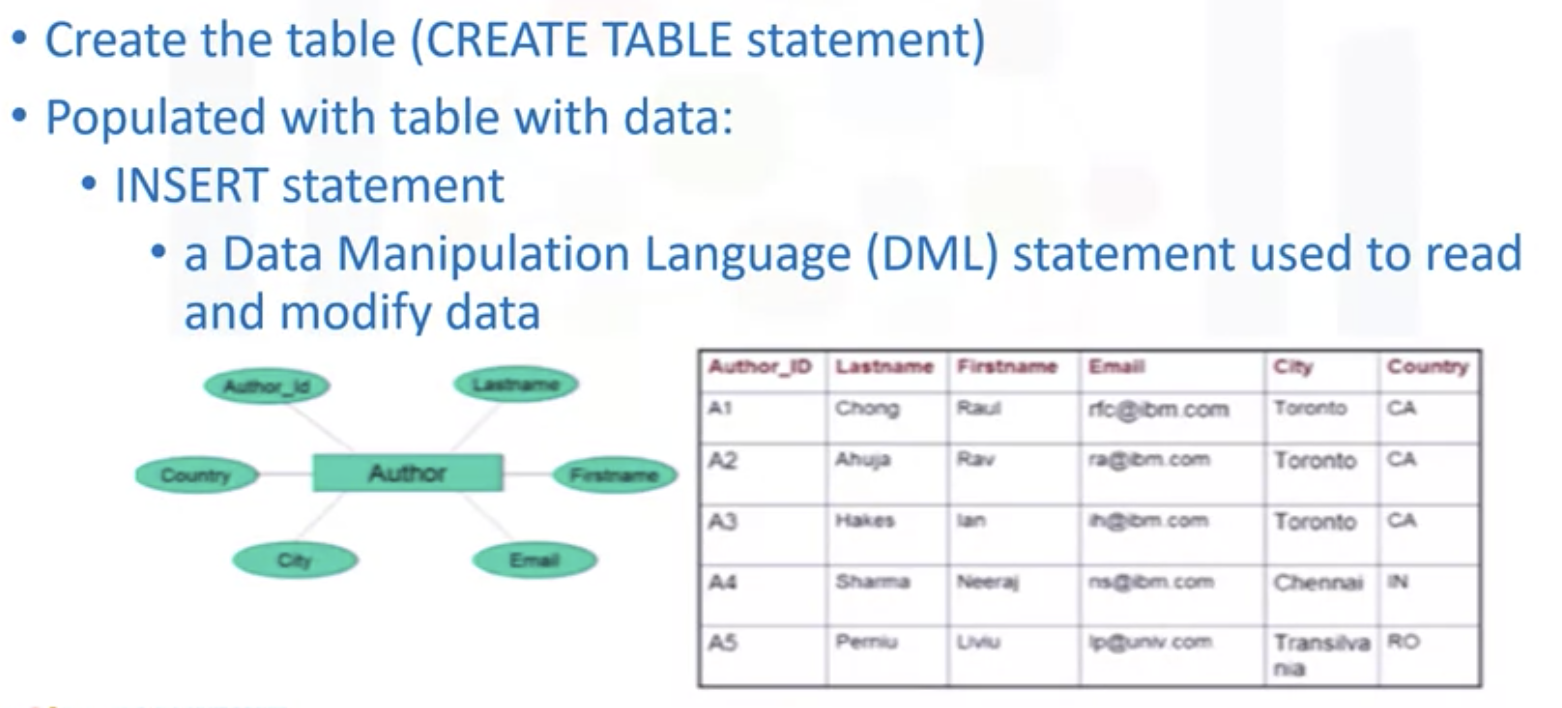 • Create the table (CREATE TABLE statement)
• Populated with table with data:
• INSERT statement
• a Data Manipulation Language (DML) statement used to read
and modify data
Author_Id Lastname
Country Author Firstname
City Email
Author_ID Lastname Firstname Email City Country
A1 Chong Raul rfc@ibm.com Toronto CA
A2 Ahuja Rav ra@ibm.com Toronto CA
A3 Hakes Ian ih@ibm.com Toronto CA
A4 Sharma Neeraj ns@ibm.com Chennai IN
A5 Perniu Liviu lp@univ.com Transilva RO
nia